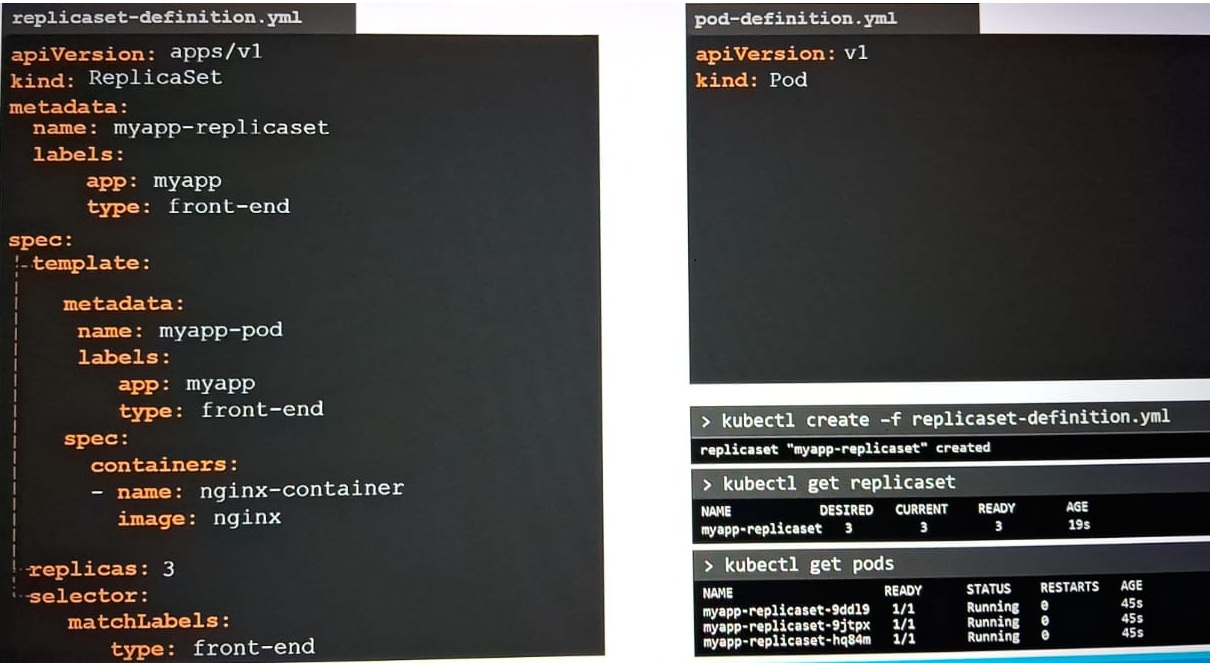 replicaset-definition.yml
apiVersion: apps/v1
kind: ReplicaSet
metadata:
  name: myapp-replicaset
  labels:
      app: myapp
      type: front-end
spec:
  template:
    metadata:
      name: myapp-pod
      labels:
        app: myapp
        type: front-end
    spec:
      containers:
      - name: nginx-container
        image: nginx
  replicas: 3
  selector:
    matchLabels:
       type: front-end
pod-definition.yml
apiVersion: v1
kind: Pod
> kubectl create -f replicaset-definition.yml
replicaset "myapp-replicaset" created
> kubectl get replicaset
NAME DESIRED CURRENT READY AGE
myapp-replicaset 3 3 3 19s
> kubectl get pods
NAME READY STATUS RESTARTS AGE
myapp-replicaset-9ddl9 1/1 Running 0 45s
myapp-replicaset-9jtpx 1/1 Running 0 45s
myapp-replicaset-hq84m 1/1 Running 0 45s